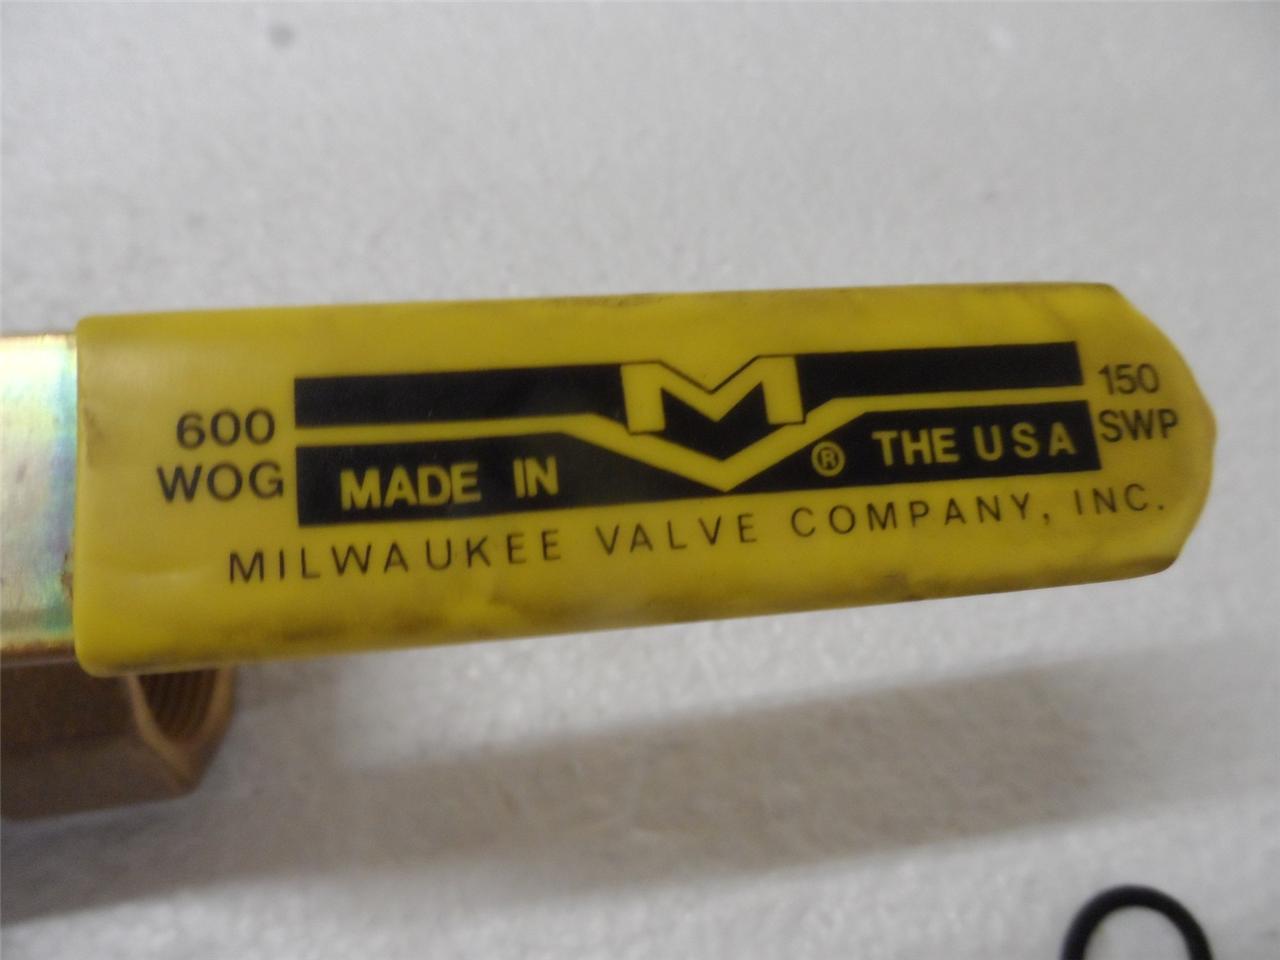 600
WOG
M
MADE IN
® THE USA
150
SWP
MILWAUKEE VALVE COMPANY, INC.